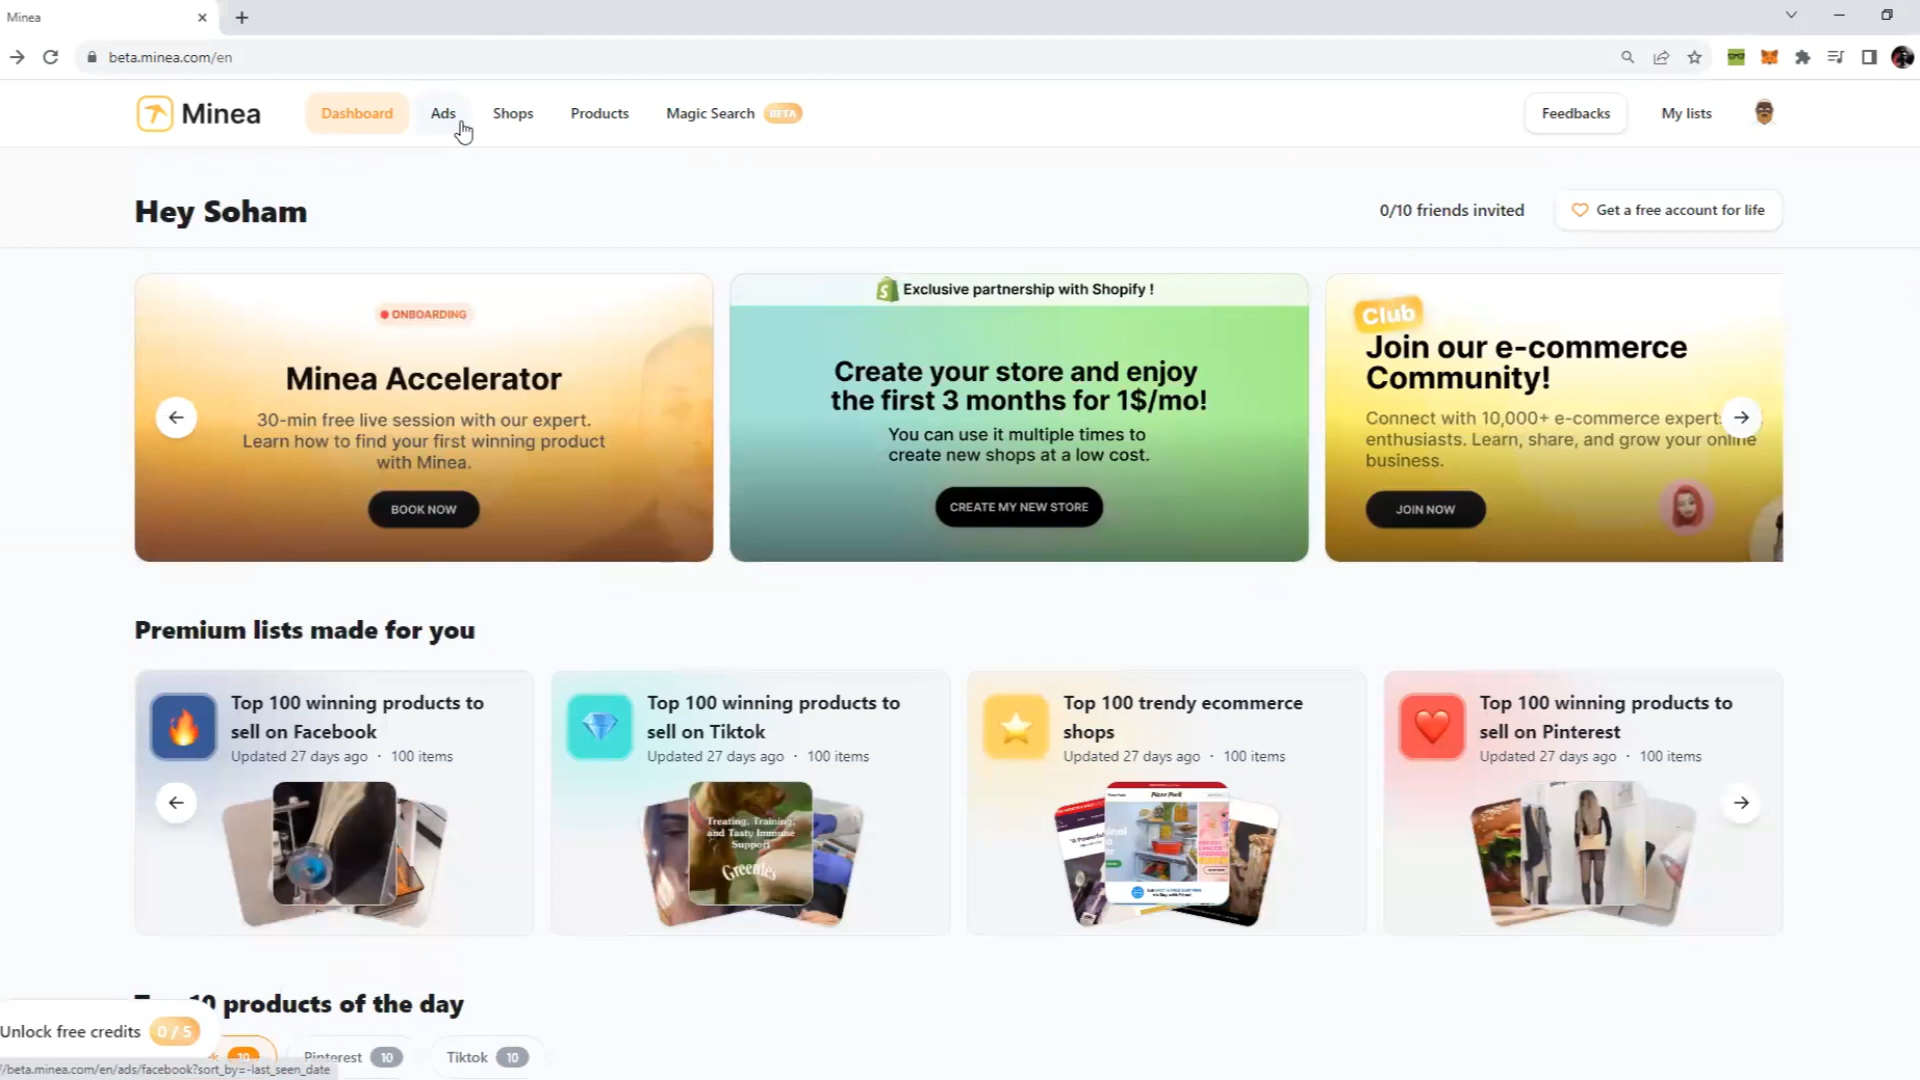 Minea
beta.minea.com/en
Minea
Dashboard
Ads
Shops
Products
Magic Search BETA
Feedbacks
My lists
Hey Soham
0/10 friends invited
Get a free account for life
ONBOARDING
Minea Accelerator
30-min free live session with our expert.
Learn how to find your first winning product
with Minea.
BOOK NOW
Exclusive partnership with Shopify !
Create your store and enjoy
the first 3 months for 1$/mo!
You can use it multiple times to
create new shops at a low cost.
CREATE MY NEW STORE
Club
Join our e-commerce
Community!
Connect with 10,000+ e-commerce
enthusiasts. Learn, share, and grow your online
business.
JOIN NOW
Premium lists made for you
Top 100 winning products to
sell on Facebook
Updated 27 days ago · 100 items
Top 100 winning products to
sell on Tiktok
Updated 27 days ago · 100 items
Treating, Training,
and Tasty Immune
Support
Greenies
Top 100 trendy ecommerce
shops
Updated 27 days ago · 100 items
Top 100 winning products to
sell on Pinterest
Updated 27 days ago · 100 items
10 products of the day
Unlock free credits 0 / 5
10
Pinterest 10
Tiktok 10
/beta.minea.com/en/ads/facebook?sort_by=-last_seen_date